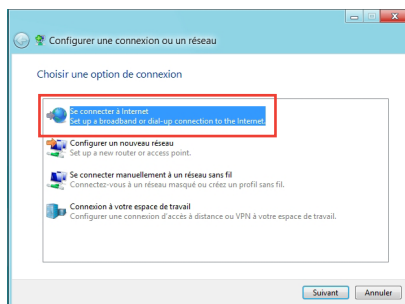 Configurer une connexion ou un réseau
Choisir une option de connexion
Se connecter à Internet
Set up a broadband or dial-up connection to the Internet.
Configurer un nouveau réseau
Set up a new router or access point.
Se connecter manuellement à un réseau sans fil
Connectez-vous à un réseau masqué ou créez un profil sans fil.
Connexion à votre espace de travail
Configurer une connexion d'accès à distance ou VPN à votre espace de travail.
Suivant Annuler